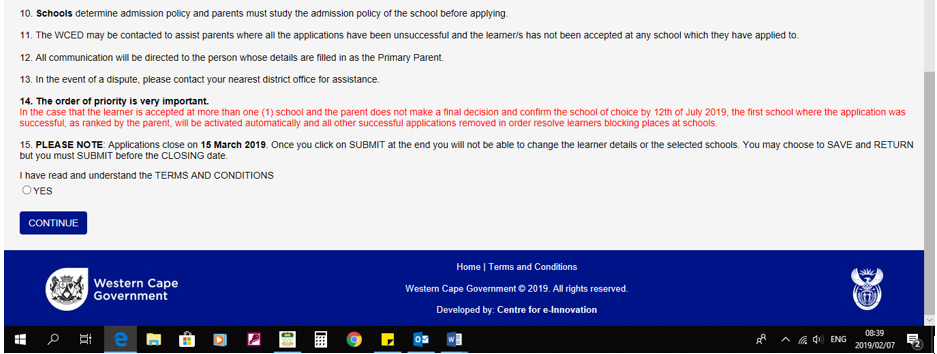 10. Schools determine admission policy and parents must study the admission policy of the school before applying.
11. The WCED may be contacted to assist parents where all the applications have been unsuccessful and the learner/s has not been accepted at any school which they have applied to.
12. All communication will be directed to the person whose details are filled in as the Primary Parent.
13. In the event of a dispute, please contact your nearest district office for assistance.
14. The order of priority is very important.
In the case that the learner is accepted at more than one (1) school and the parent does not make a final decision and confirm the school of choice by 12th of July 2019, the first school where the application was
successful, as ranked by the parent, will be activated automatically and all other successful applications removed in order resolve learners blocking places at schools.
15. PLEASE NOTE: Applications close on 15 March 2019. Once you click on SUBMIT at the end you will not be able to change the learner details or the selected schools. You may choose to SAVE and RETURN
but you must SUBMIT before the CLOSING date.
I have read and understand the TERMS AND CONDITIONS
YES
CONTINUE
Home | Terms and Conditions
Western Cape
Government
Western Cape Government © 2019. All rights reserved.
Developed by: Centre for e-Innovation
ENG
08:39
2019/02/07
2